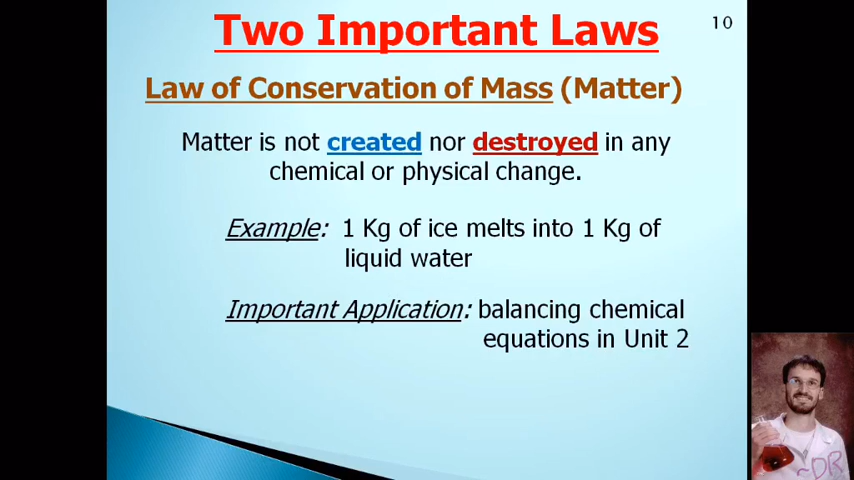 Two Important Laws
10
Law of Conservation of Mass (Matter)
Matter is not created nor destroyed in any
chemical or physical change.
Example: 1 Kg of ice melts into 1 Kg of
liquid water
Important Application: balancing chemical
equations in Unit 2
~DR